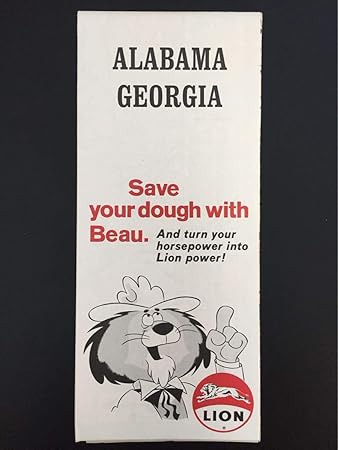 ALABAMA
GEORGIA
Save
your dough with
Beau. And turn your
horsepower into
Lion power!
LION